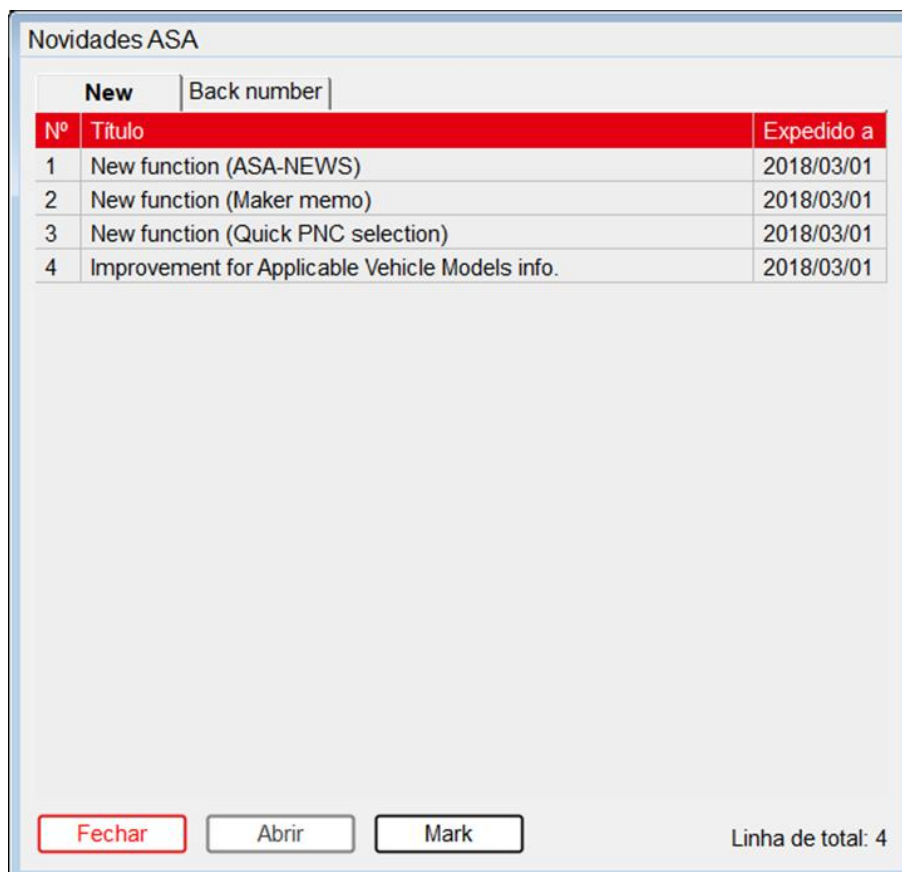 Novidades ASA
New Back number
Nº Título Expedido a
1 New function (ASA-NEWS) 2018/03/01
2 New function (Maker memo) 2018/03/01
3 New function (Quick PNC selection) 2018/03/01
4 Improvement for Applicable Vehicle Models info. 2018/03/01
Fechar Abrir Mark Linha de total: 4